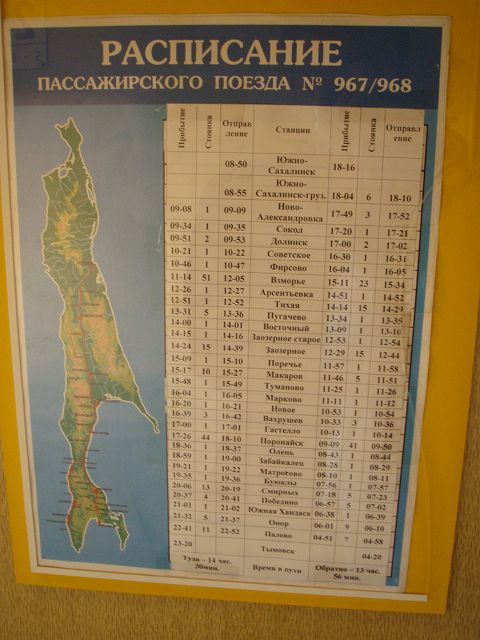 РАСПИСАНИЕ
ПАССАЖИРСКОГО ПОЕЗДА № 967/968
Прибытие Стоянка Отправление Станции Прибытие Стоянка Отправление
08-50 Южно-Сахалинск 18-16
08-55 Южно-Сахалинск-груз. 18-04 6 18-10
09-08 1 09-09 Ново-Александровка 17-49 3 17-52
09-34 1 09-35 Сокол 17-20 1 17-21
09-51 2 09-53 Долинск 17-00 2 17-02
10-21 1 10-22 Советское 16-30 1 16-31
10-46 1 10-47 Фирсово 16-04 1 16-05
11-14 51 12-05 Взморье 15-11 23 15-34
12-26 1 12-27 Арсентьевка 14-51 1 14-52
12-51 1 12-52 Тихая 14-14 15 14-29
13-31 5 13-36 Пугачево 13-34 1 13-35
14-00 1 14-01 Восточный 13-09 1 13-10
14-15 1 14-16 Заозерное старое 12-53 1 12-54
14-24 15 14-39 Заозерное 12-29 15 12-44
15-09 1 15-10 Поречье 11-57 1 11-58
15-17 10 15-27 Макаров 11-46 5 11-51
15-48 1 15-49 Туманово 11-25 1 11-26
16-04 1 16-05 Марково 11-11 1 11-12
16-20 1 16-21 Новое 10-53 1 10-54
16-39 3 16-42 Вахрушев 10-33 3 10-36
17-00 1 17-01 Гастелло 10-13 1 10-14
17-26 44 18-10 Поронайск 09-09 41 09-50
18-36 1 18-37 Олень 08-43 1 08-44
18-59 1 19-00 Забайкалец 08-28 1 08-29
19-21 1 19-22 Матросово 08-10 1 08-11
19-35 1 19-36 Буюклы 07-56 1 07-57
20-06 13 20-19 Смирных 07-18 5 07-23
20-37 4 20-41 Победино 06-57 5 07-02
21-01 1 21-02 Южная Хандаса 06-38 1 06-39
21-32 5 21-37 Онор 06-01 9 06-10
22-41 11 22-52 Палево 04-51 7 04-58
23-20 Тымовск 04-20
Туда – 14 час. 30мин. Время в пути Обратно – 13 час. 56 мин.